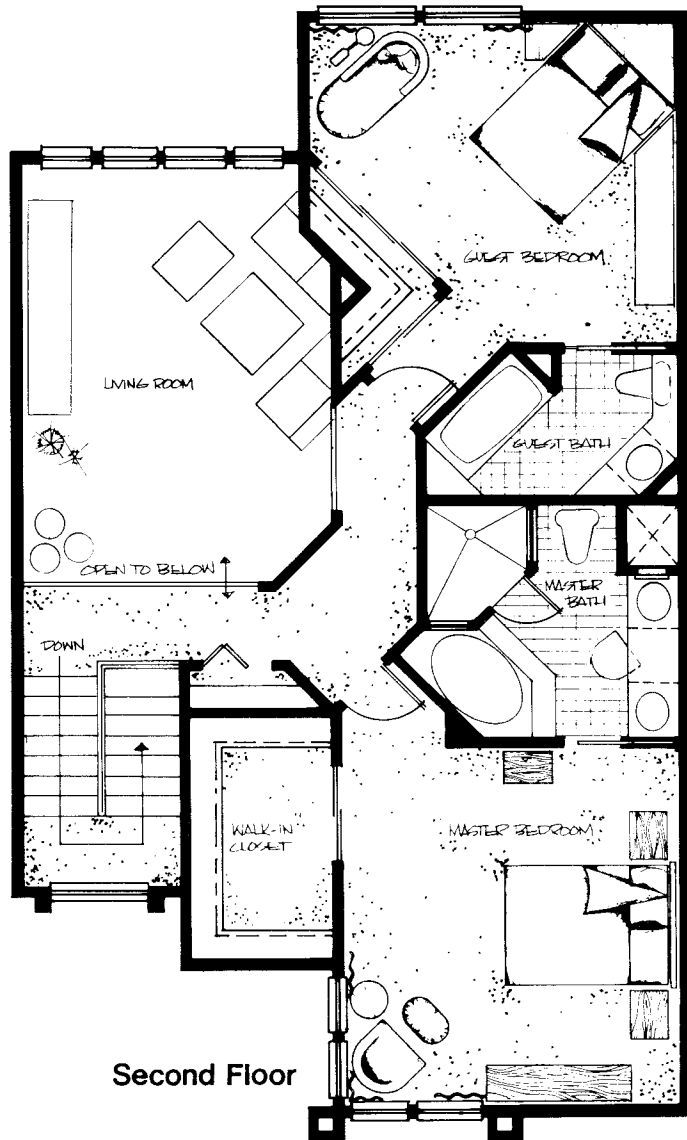 GUEST BEDROOM
LIVING ROOM
GUEST BATH
OPEN TO BELOW
MASTER
BATH
DOWN
WALK-IN
CLOSET
MASTER BEDROOM
Second Floor